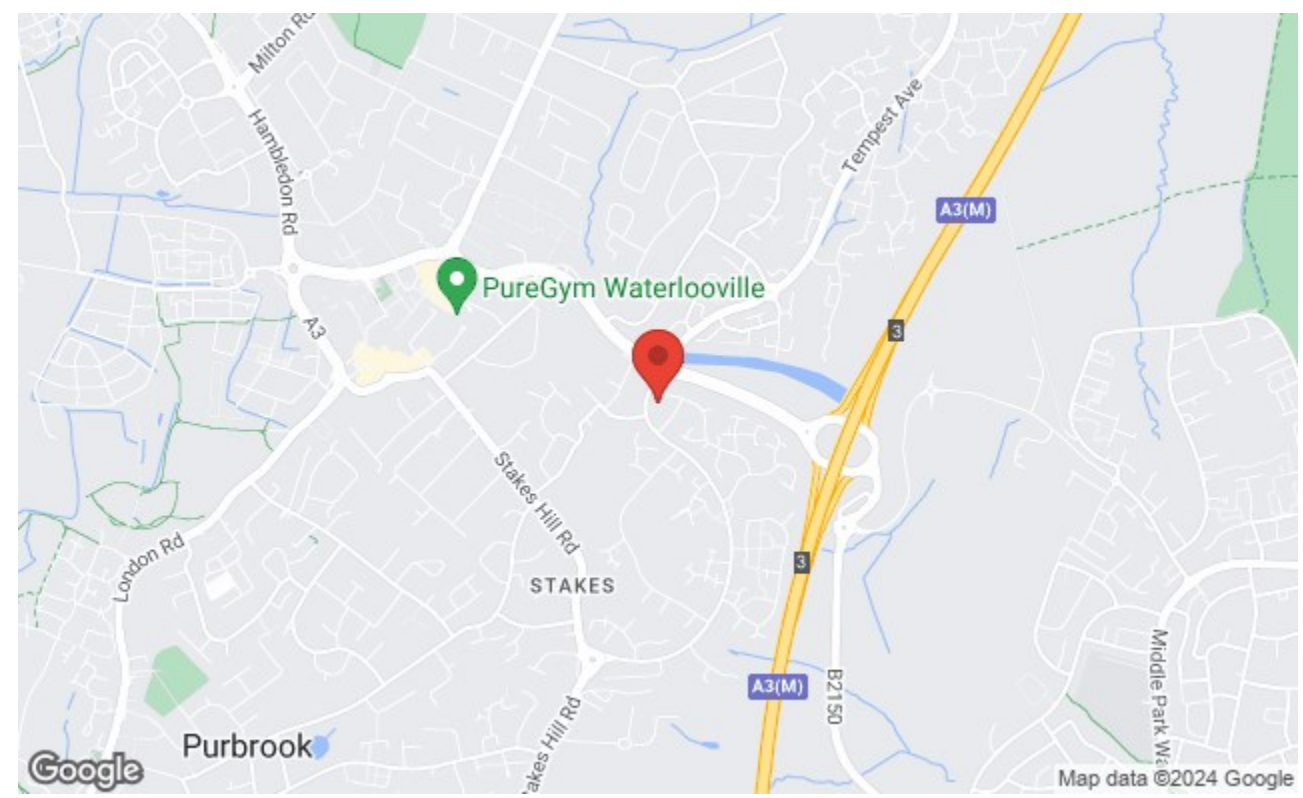 Milton Rd
Hambledon Rd
Tempest Ave
A3(M)
PureGym Waterlooville
A3
3
Stakes Hill Rd
London Rd
3
STAKES
Middle Park Wa
A3(M)
B2150
akes Hill Rd
Purbrook
Google
Map data ©2024 Google